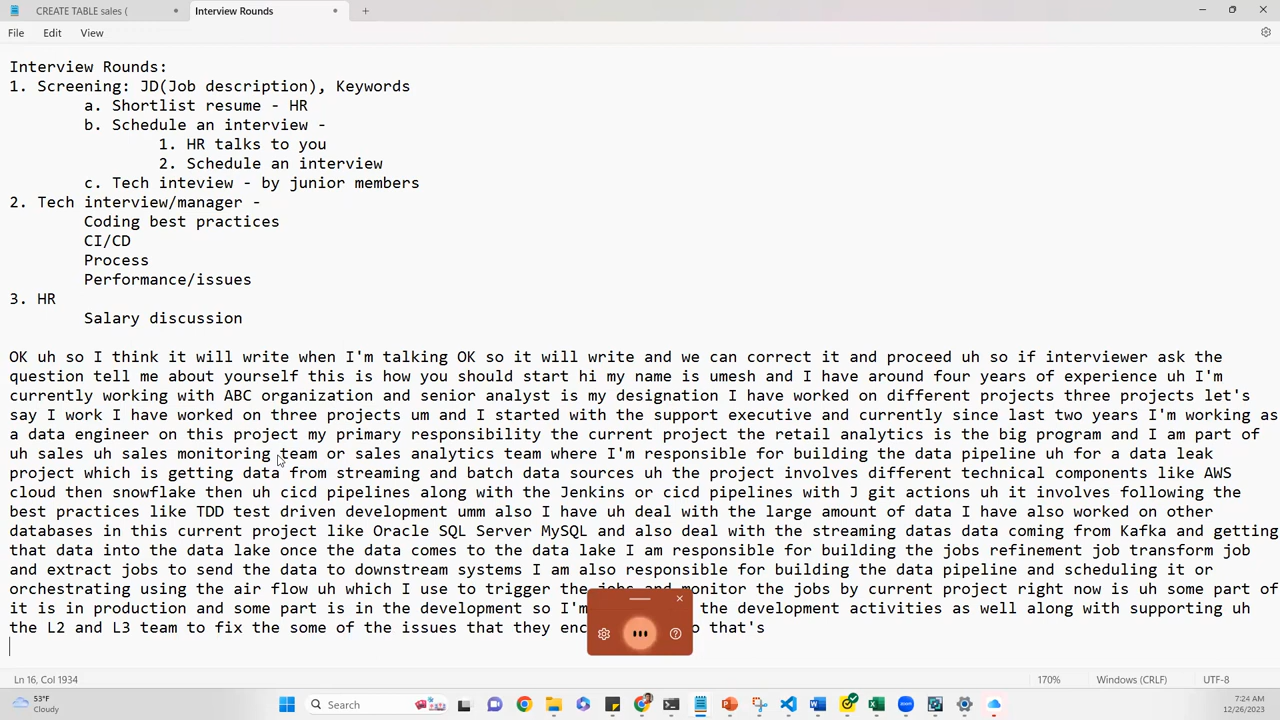 CREATE TABLE sales (
Interview Rounds
File Edit View
Interview Rounds:
1. Screening: JD(Job description), Keywords
a. Shortlist resume - HR
b. Schedule an interview -
1. HR talks to you
2. Schedule an interview
c. Tech inteview - by junior members
2. Tech interview/manager -
Coding best practices
CI/CD
Process
Performance/issues
3. HR
Salary discussion
OK uh so I think it will write when I'm talking OK so it will write and we can correct it and proceed uh so if interviewer ask the
question tell me about yourself this is how you should start hi my name is umesh and I have around four years of experience uh I'm
currently working with ABC organization and senior analyst is my designation I have worked on different projects three projects let's
say I work I have worked on three projects um and I started with the support executive and currently since last two years I'm working as
a data engineer on this project my primary responsibility the current project the retail analytics is the big program and I am part of
uh sales uh sales monitoring team or sales analytics team where I'm responsible for building the data pipeline uh for a data leak
project which is getting data from streaming and batch data sources uh the project involves different technical components like AWS
cloud then snowflake then uh cicd pipelines along with the Jenkins or cicd pipelines with J git actions uh it involves following the
best practices like TDD test driven development umm also I have uh deal with the large amount of data I have also worked on other
databases in this current project like Oracle SQL Server MySQL and also deal with the streaming datas data coming from Kafka and getting
that data into the data lake once the data comes to the data lake I am responsible for building the jobs refinement job transform job
and extract jobs to send the data to downstream systems I am also responsible for building the data pipeline and scheduling it or
orchestrating using the air flow uh which I use to trigger the jobs and monitor the jobs by current project right now is uh some part of
it is in production and some part is in the development so I'm the development activities as well along with supporting uh
the L2 and L3 team to fix the some of the issues that they that's
Ln 16, Col 1934
170%
Windows (CRLF)
UTF-8
53°F
Cloudy
Search
7:24 AM
12/26/2023